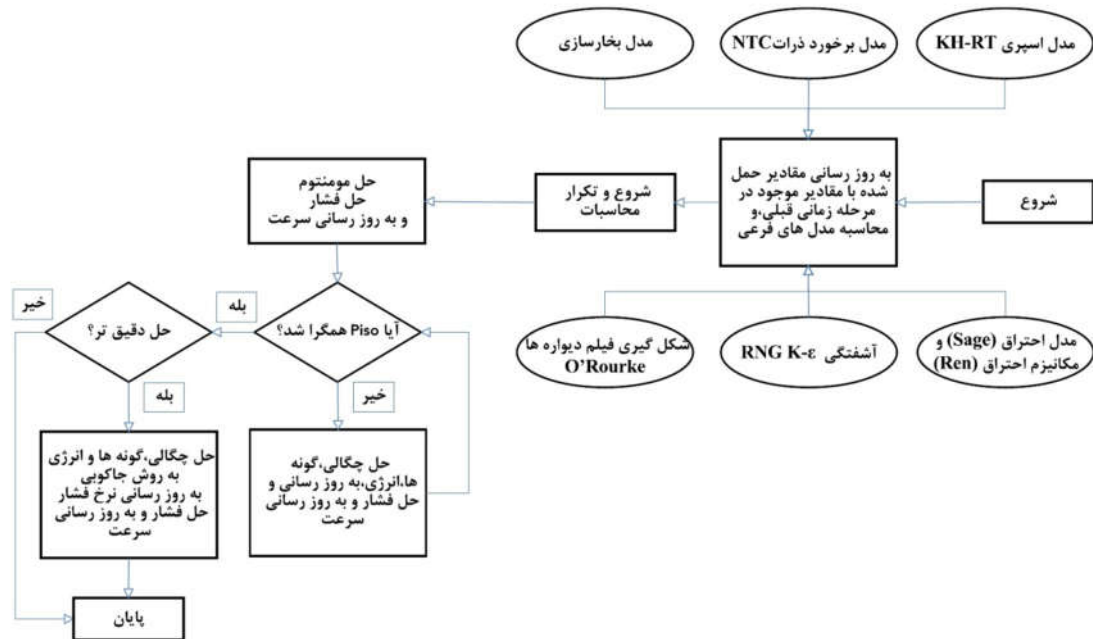 مدل اسپری KH-RT
مدل برخورد ذرات NTC
مدل بخارسازی
شروع
به روز رسانی مقادیر حمل
شده با مقادیر موجود در
مرحله زمانی قبلی،و
محاسبه مدل های فرعی
شروع و تکرار
محاسبات
حل مومنتوم
حل فشار
و به روز رسانی سرعت
مدل احتراق (Sage) و
مکانیزم احتراق (Ren)
آشفتگی RNG K-ε
شکل گیری فیلم دیواره ها
O’Rourke
آیا Piso همگرا شد؟
بله
خیر
حل دقیق تر؟
خیر
بله
حل چگالی،گونه
ها،انرژی،به روز رسانی و
حل فشار و به روز رسانی
سرعت
حل چگالی،گونه ها و انرژی
به روش جاکوبی
به روز رسانی نرخ فشار
حل فشار و به روز رسانی
سرعت
پایان